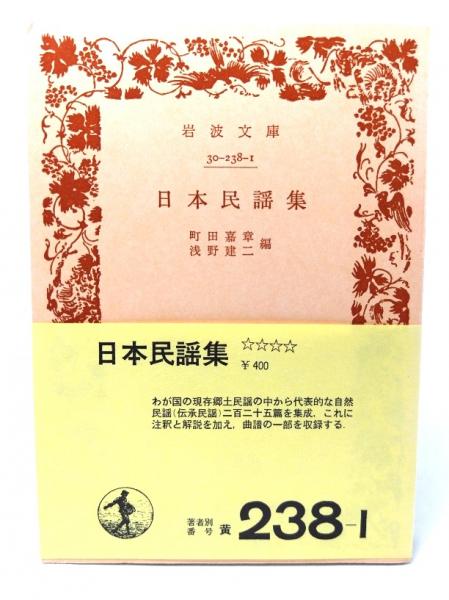 岩波文庫
30-238-1
日本民謡集
町田嘉章
浅野建二 編
日本民謡集 ☆☆☆☆
¥ 400
わが国の現存郷土民謡の中から代表的な自然
民謡(伝承民謡)二百二十五篇を集成，これに
注釈と解説を加え，曲譜の一部を収録する．
著者別
番号 黄 238-1